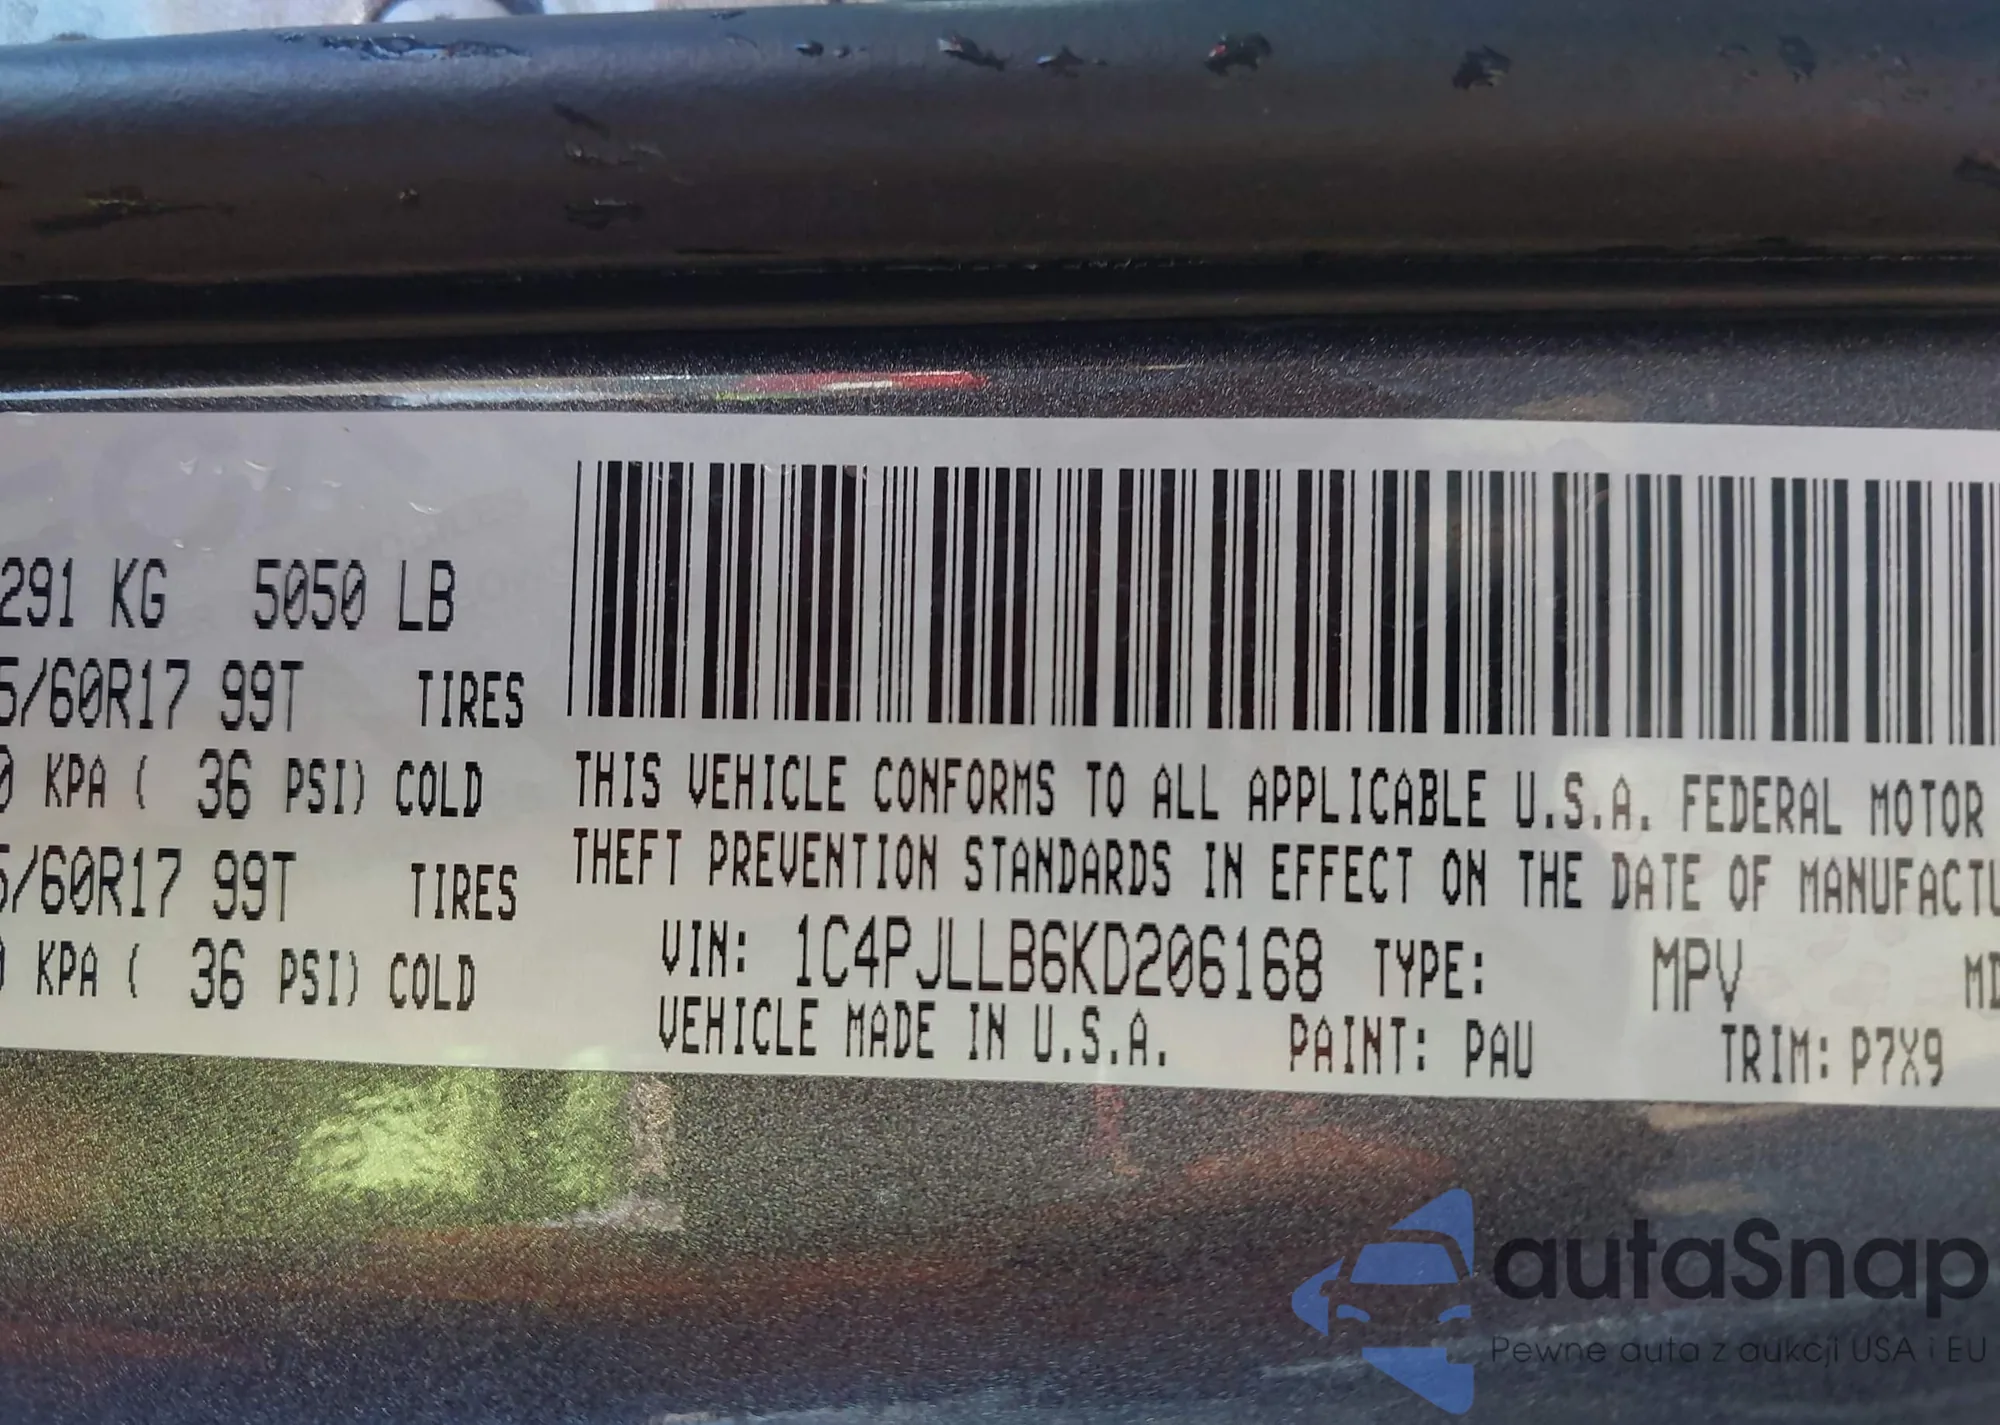 291 KG 5050 LB
5/60R17 99T TIRES
0 KPA ( 36 PSI) COLD
5/60R17 99T TIRES
0 KPA ( 36 PSI) COLD
THIS VEHICLE CONFORMS TO ALL APPLICABLE U.S.A. FEDERAL MOTOR
THEFT PREVENTION STANDARDS IN EFFECT ON THE DATE OF MANUFACTU
VIN: 1C4PJLLB6KD206168 TYPE: MPV MD
VEHICLE MADE IN U.S.A. PAINT: PAU TRIM: P7X9
autaSnap
Pewne auta z aukcji USA i EU